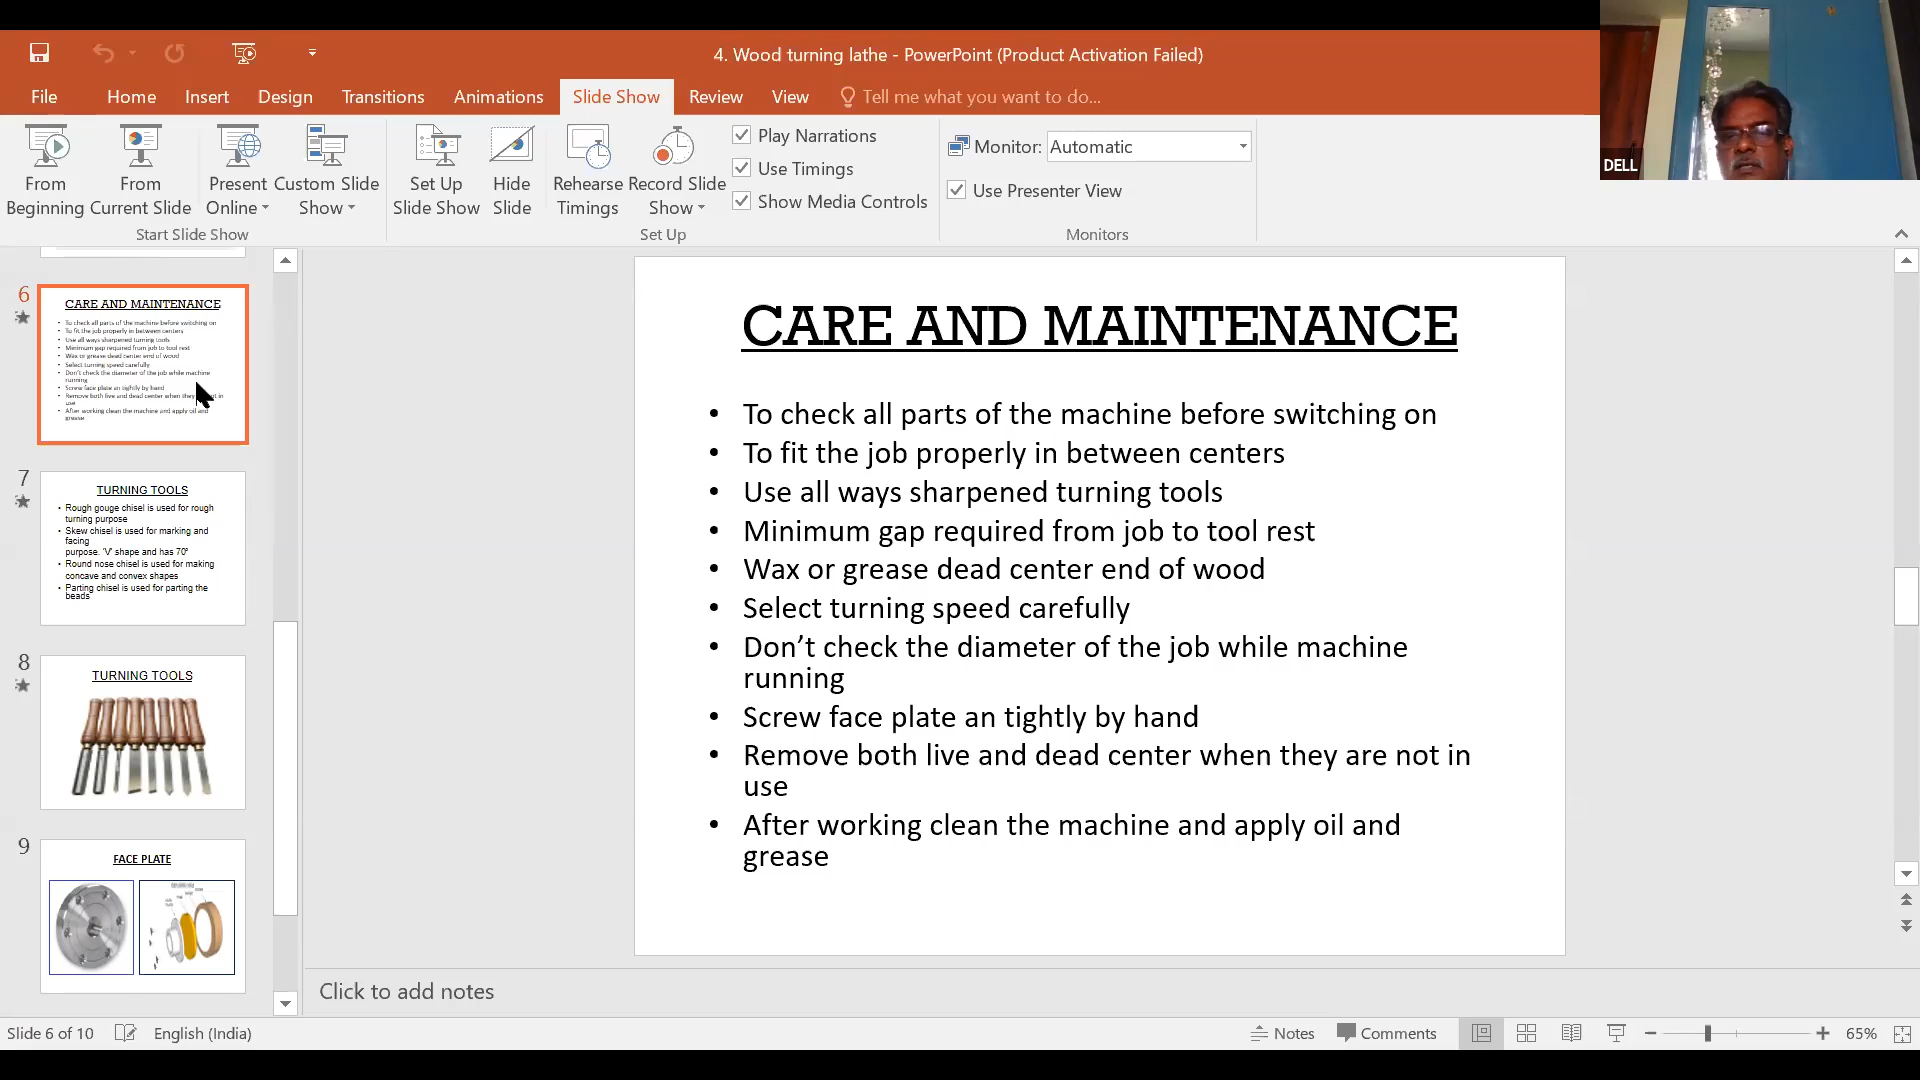 4. Wood turning lathe - PowerPoint (Product Activation Failed)
File Home Insert Design Transitions Animations Slide Show Review View Tell me what you want to do...
DELL
From Beginning
From Current Slide
Present Online
Custom Slide Show
Set Up Slide Show
Hide Slide
Rehearse Timings
Record Slide Show
Play Narrations
Use Timings
Show Media Controls
Monitor: Automatic
Use Presenter View
Start Slide Show
Set Up
Monitors
6
CARE AND MAINTENANCE
• To check all parts of the machine before switching on
• To fit the job properly in between centers
• Use all ways sharpened turning tools
• Minimum gap required from job to tool rest
• Wax or grease dead center end of wood
• Select turning speed carefully
• Don't check the diameter of the job while machine
running
• Screw face plate an tightly by hand
• Remove both live and dead center when they in
use
• After working clean the machine and apply oil and
grease
7
TURNING TOOLS
• Rough gouge chisel is used for rough
turning purpose
• Skew chisel is used for marking and
facing
purpose. 'V' shape and has 70°
• Round nose chisel is used for making
concave and convex shapes
• Parting chisel is used for parting the
beads
8
TURNING TOOLS
9
FACE PLATE
CARE AND MAINTENANCE
• To check all parts of the machine before switching on
• To fit the job properly in between centers
• Use all ways sharpened turning tools
• Minimum gap required from job to tool rest
• Wax or grease dead center end of wood
• Select turning speed carefully
• Don’t check the diameter of the job while machine
running
• Screw face plate an tightly by hand
• Remove both live and dead center when they are not in
use
• After working clean the machine and apply oil and
grease
Click to add notes
Slide 6 of 10 English (India) Notes Comments 65%